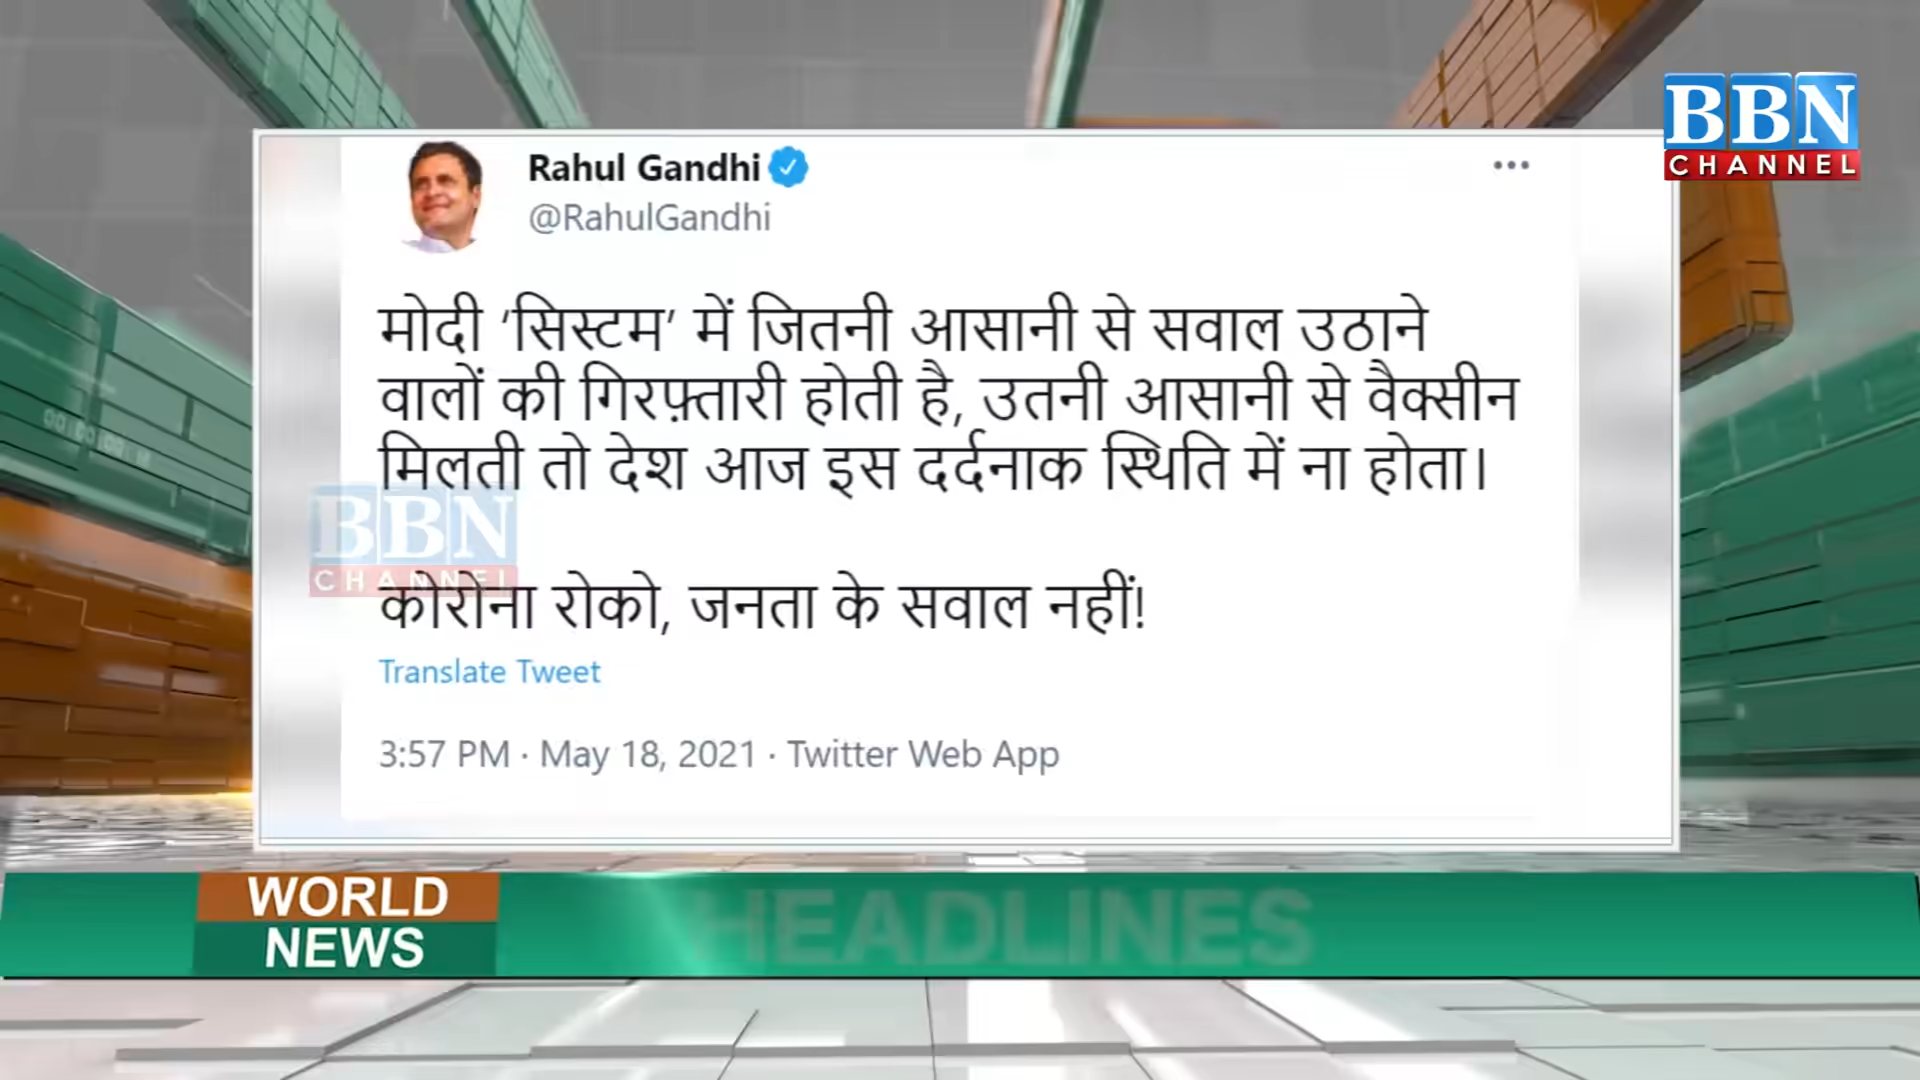 BBN
CHANNEL
Rahul Gandhi
@RahulGandhi
मोदी ‘सिस्टम’ में जितनी आसानी से सवाल उठाने
वालों की गिरफ़्तारी होती है, उतनी आसानी से वैक्सीन
मिलती तो देश आज इस दर्दनाक स्थिति में ना होता।
BBN
CHANNEL
कोरोना रोको, जनता के सवाल नहीं!
Translate Tweet
3:57 PM · May 18, 2021 · Twitter Web App
WORLD
NEWS
HEADLINES